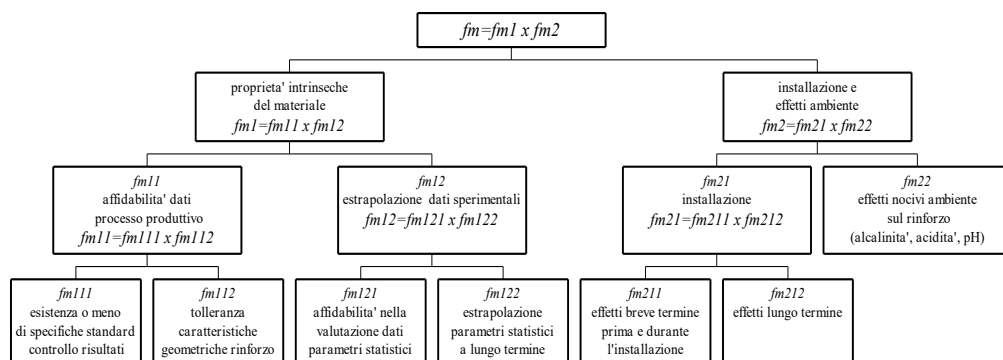 fm=fm1 x fm2
proprieta' intrinseche
del materiale
fm1=fm11 x fm12
installazione e
effetti ambiente
fm2=fm21 x fm22
fm11
affidabilita' dati
processo produttivo
fm11=fm111 x fm112
fm12
estrapolazione dati sperimentali
fm12=fm121 x fm122
fm21
installazione
fm21=fm211 x fm212
fm22
effetti nocivi ambiente
sul rinforzo
(alcalinita', acidita', pH)
fm111
esistenza o meno
di specifiche standard
controllo risultati
fm112
tolleranza
caratteristiche
geometriche rinforzo
fm121
affidabilita' nella
valutazione dati
parametri statistici
fm122
estrapolazione
parametri statistici
a lungo termine
fm211
effetti breve termine
prima e durante
l'installazione
fm212
effetti lungo termine